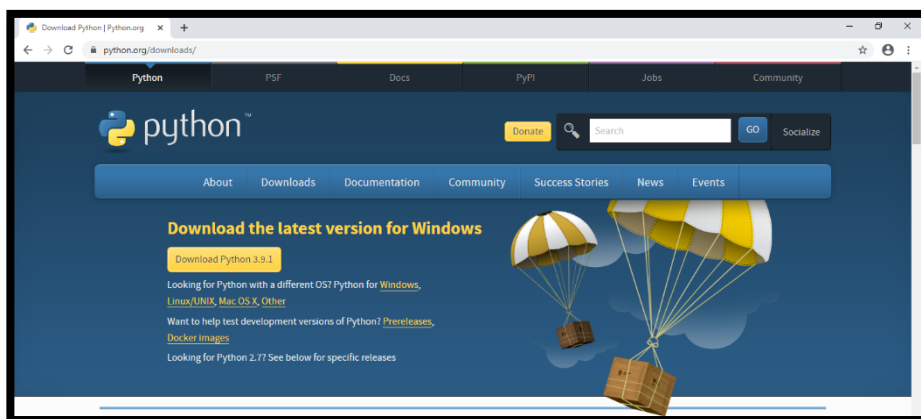 Download Python | Python.org
python.org/downloads/
Python PSF Docs PyPI Jobs Community
python™
Donate Search GO Socialize
About Downloads Documentation Community Success Stories News Events
Download the latest version for Windows
Download Python 3.9.1
Looking for Python with a different OS? Python for Windows,
Linux/UNIX, Mac OS X, Other
Want to help test development versions of Python? Prereleases,
Docker images
Looking for Python 2.7? See below for specific releases